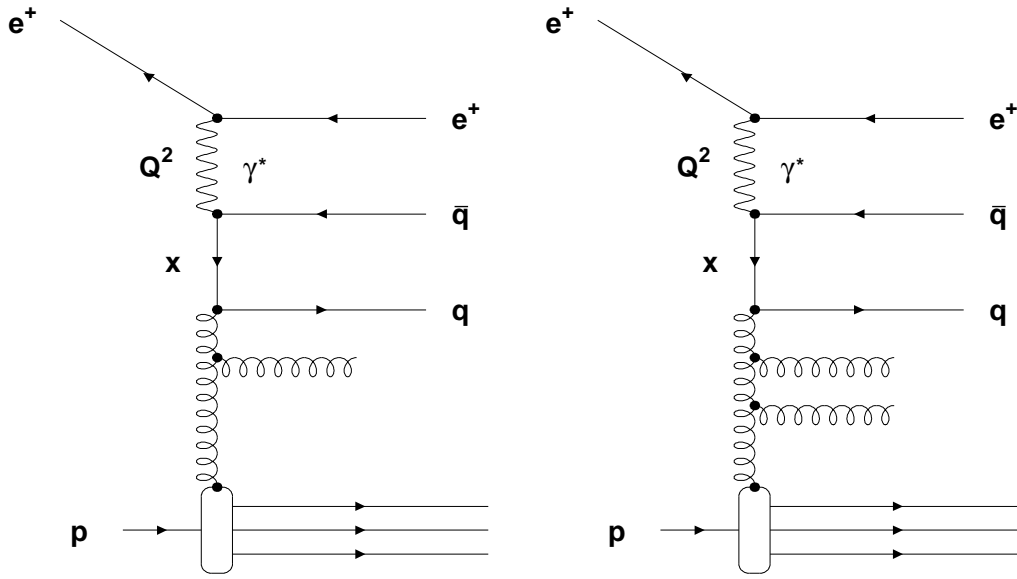 e⁺ e⁺
e⁺ e⁺
Q² γ* Q² γ*
q̄ q̄
x x
q q
p p